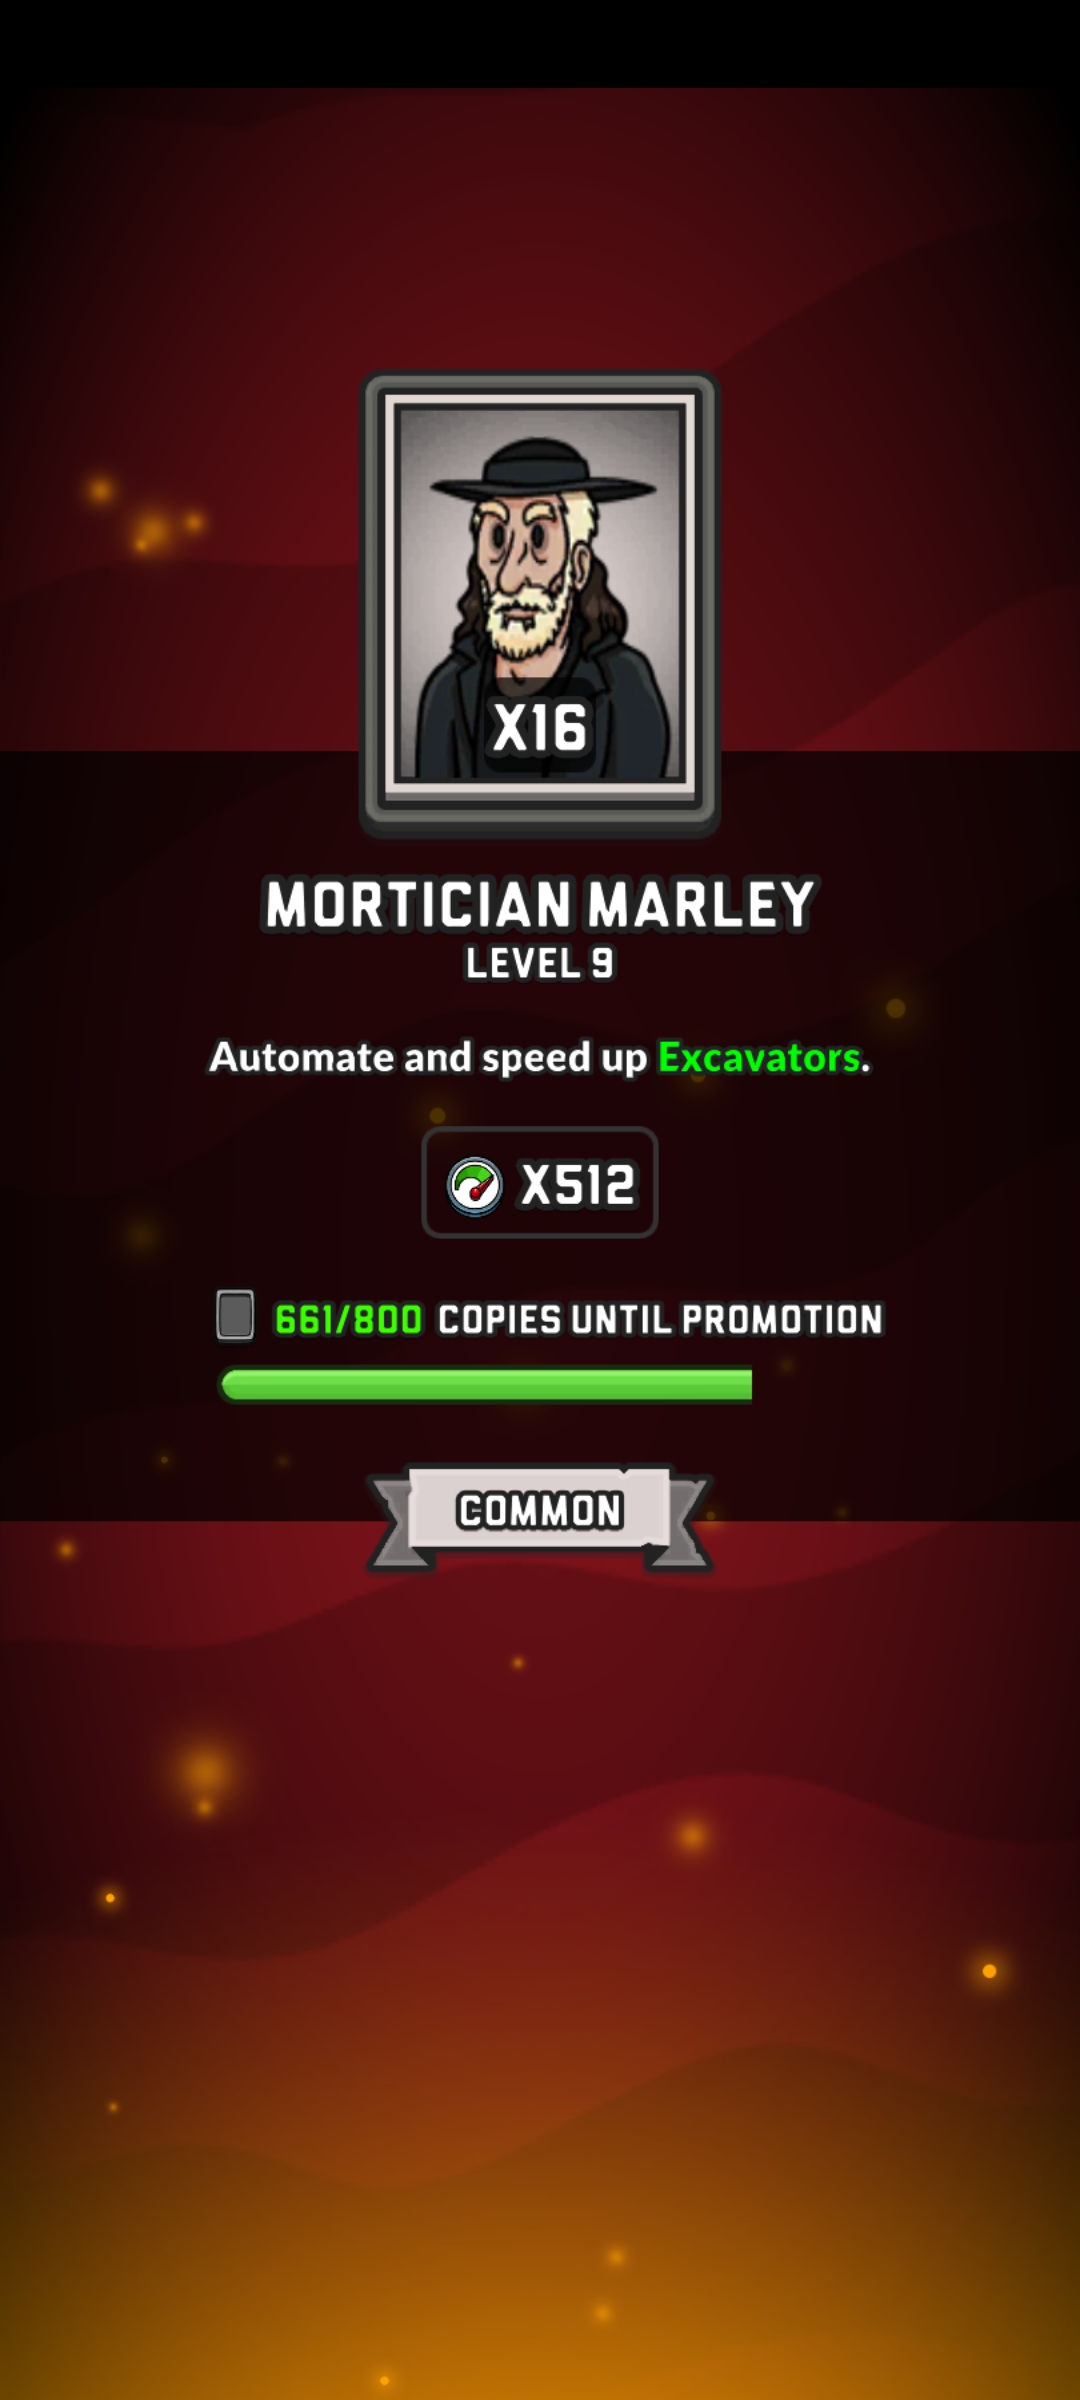 X16
MORTICIAN MARLEY
LEVEL 9
Automate and speed up Excavators.
X512
661/800 COPIES UNTIL PROMOTION
COMMON